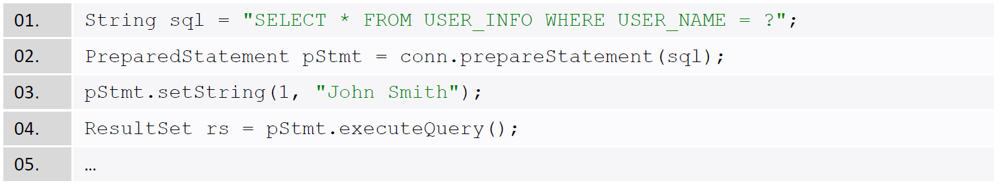 01. String sql = "SELECT * FROM USER_INFO WHERE USER_NAME = ?";
02. PreparedStatement pStmt = conn.prepareStatement(sql);
03. pStmt.setString(1, "John Smith");
04. ResultSet rs = pStmt.executeQuery();
05. …